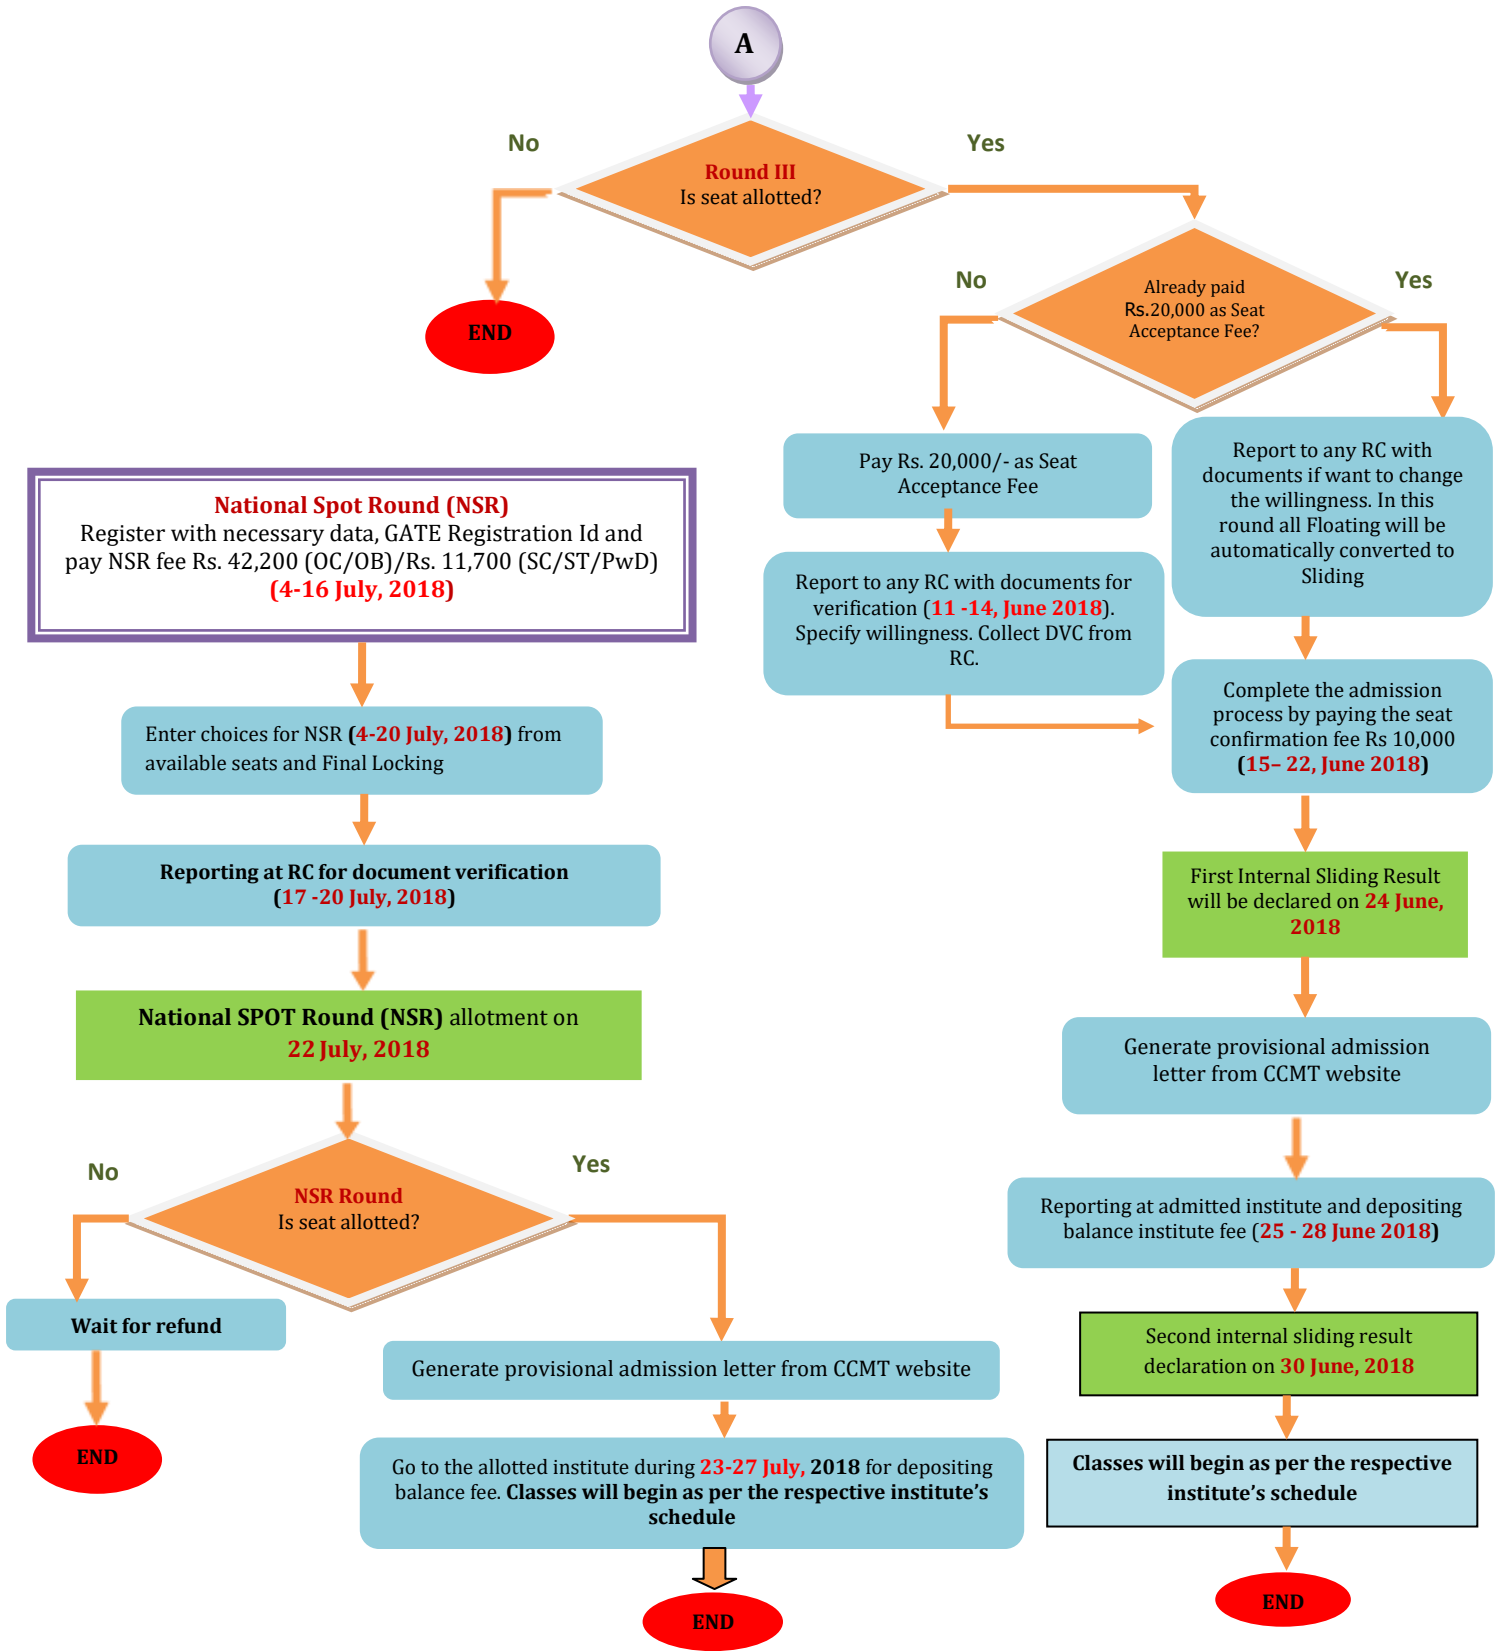 A
No
Yes
Round III
Is seat allotted?
END
No
Yes
Already paid
Rs.20,000 as Seat
Acceptance Fee?
Pay Rs. 20,000/- as Seat
Acceptance Fee
Report to any RC with
documents if want to change
the willingness. In this
round all Floating will be
automatically converted to
Sliding
Report to any RC with documents for
verification (11 -14, June 2018).
Specify willingness. Collect DVC from
RC.
Complete the admission
process by paying the seat
confirmation fee Rs 10,000
(15– 22, June 2018)
First Internal Sliding Result
will be declared on 24 June,
2018
Generate provisional admission
letter from CCMT website
Reporting at admitted institute and depositing
balance institute fee (25 - 28 June 2018)
Second internal sliding result
declaration on 30 June, 2018
Classes will begin as per the respective
institute’s schedule
END
National Spot Round (NSR)
Register with necessary data, GATE Registration Id and
pay NSR fee Rs. 42,200 (OC/OB)/Rs. 11,700 (SC/ST/PwD)
(4-16 July, 2018)
Enter choices for NSR (4-20 July, 2018) from
available seats and Final Locking
Reporting at RC for document verification
(17 -20 July, 2018)
National SPOT Round (NSR) allotment on
22 July, 2018
No
Yes
NSR Round
Is seat allotted?
Wait for refund
END
Generate provisional admission letter from CCMT website
Go to the allotted institute during 23-27 July, 2018 for depositing
balance fee. Classes will begin as per the respective institute’s
schedule
END